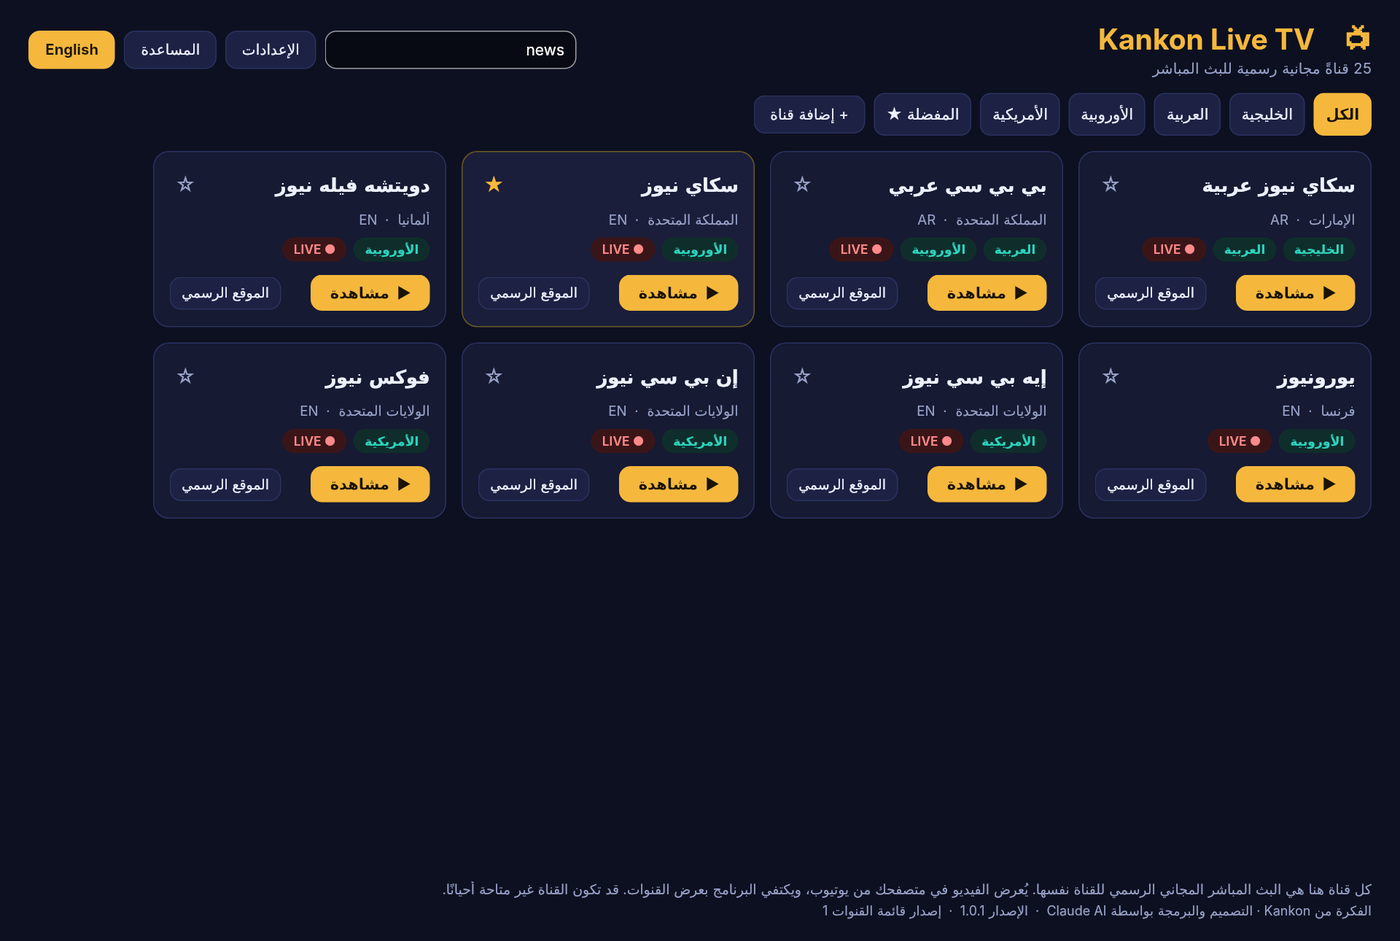 Kankon Live TV
25 قناةً مجانية رسمية للبث المباشر
news
الإعدادات
المساعدة
English
الكل
الخليجية
العربية
الأوروبية
الأمريكية
المفضلة ★
+ إضافة قناة
سكاي نيوز عربية ☆
الإمارات · AR
الخليجية العربية LIVE
▶ مشاهدة الموقع الرسمي
بي بي سي عربي ☆
المملكة المتحدة · AR
العربية الأوروبية LIVE
▶ مشاهدة الموقع الرسمي
سكاي نيوز ★
المملكة المتحدة · EN
الأوروبية LIVE
▶ مشاهدة الموقع الرسمي
دويتشه فيله نيوز ☆
ألمانيا · EN
الأوروبية LIVE
▶ مشاهدة الموقع الرسمي
يورونيوز ☆
فرنسا · EN
الأوروبية LIVE
▶ مشاهدة الموقع الرسمي
إيه بي سي نيوز ☆
الولايات المتحدة · EN
الأمريكية LIVE
▶ مشاهدة الموقع الرسمي
إن بي سي نيوز ☆
الولايات المتحدة · EN
الأمريكية LIVE
▶ مشاهدة الموقع الرسمي
فوكس نيوز ☆
الولايات المتحدة · EN
الأمريكية LIVE
▶ مشاهدة الموقع الرسمي
كل قناة هنا هي البث المباشر المجاني الرسمي للقناة نفسها. يُعرض الفيديو في متصفحك من يوتيوب، ويكتفي البرنامج بعرض القنوات. قد تكون القناة غير متاحة أحيانًا.
الفكرة من Kankon · التصميم والبرمجة بواسطة Claude AI · الإصدار 1.0.1 · إصدار قائمة القنوات 1